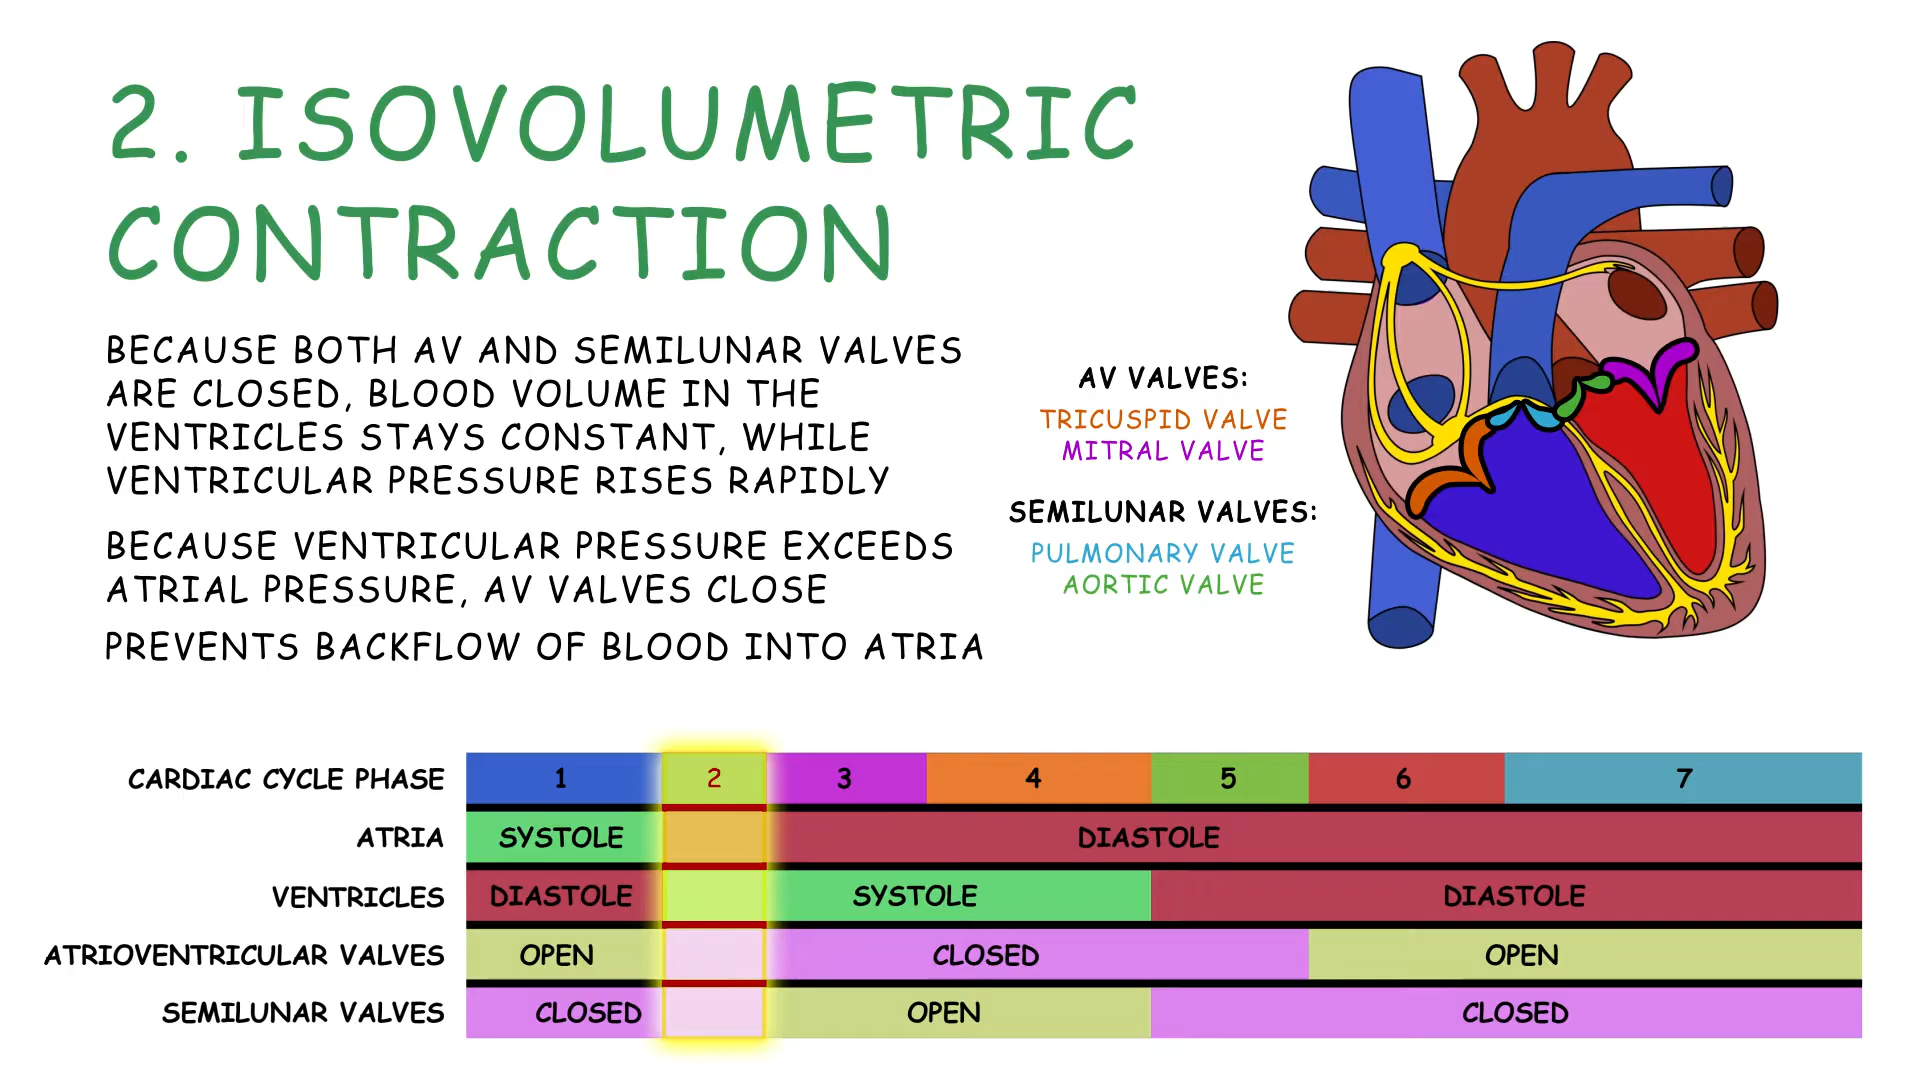 2. ISOVOLUMETRIC
CONTRACTION
BECAUSE BOTH AV AND SEMILUNAR VALVES
ARE CLOSED, BLOOD VOLUME IN THE
VENTRICLES STAYS CONSTANT, WHILE
VENTRICULAR PRESSURE RISES RAPIDLY
BECAUSE VENTRICULAR PRESSURE EXCEEDS
ATRIAL PRESSURE, AV VALVES CLOSE
PREVENTS BACKFLOW OF BLOOD INTO ATRIA
AV VALVES:
TRICUSPID VALVE
MITRAL VALVE
SEMILUNAR VALVES:
PULMONARY VALVE
AORTIC VALVE
CARDIAC CYCLE PHASE 1 2 3 4 5 6 7
ATRIA SYSTOLE DIASTOLE
VENTRICLES DIASTOLE SYSTOLE DIASTOLE
ATRIOVENTRICULAR VALVES OPEN CLOSED OPEN
SEMILUNAR VALVES CLOSED OPEN CLOSED